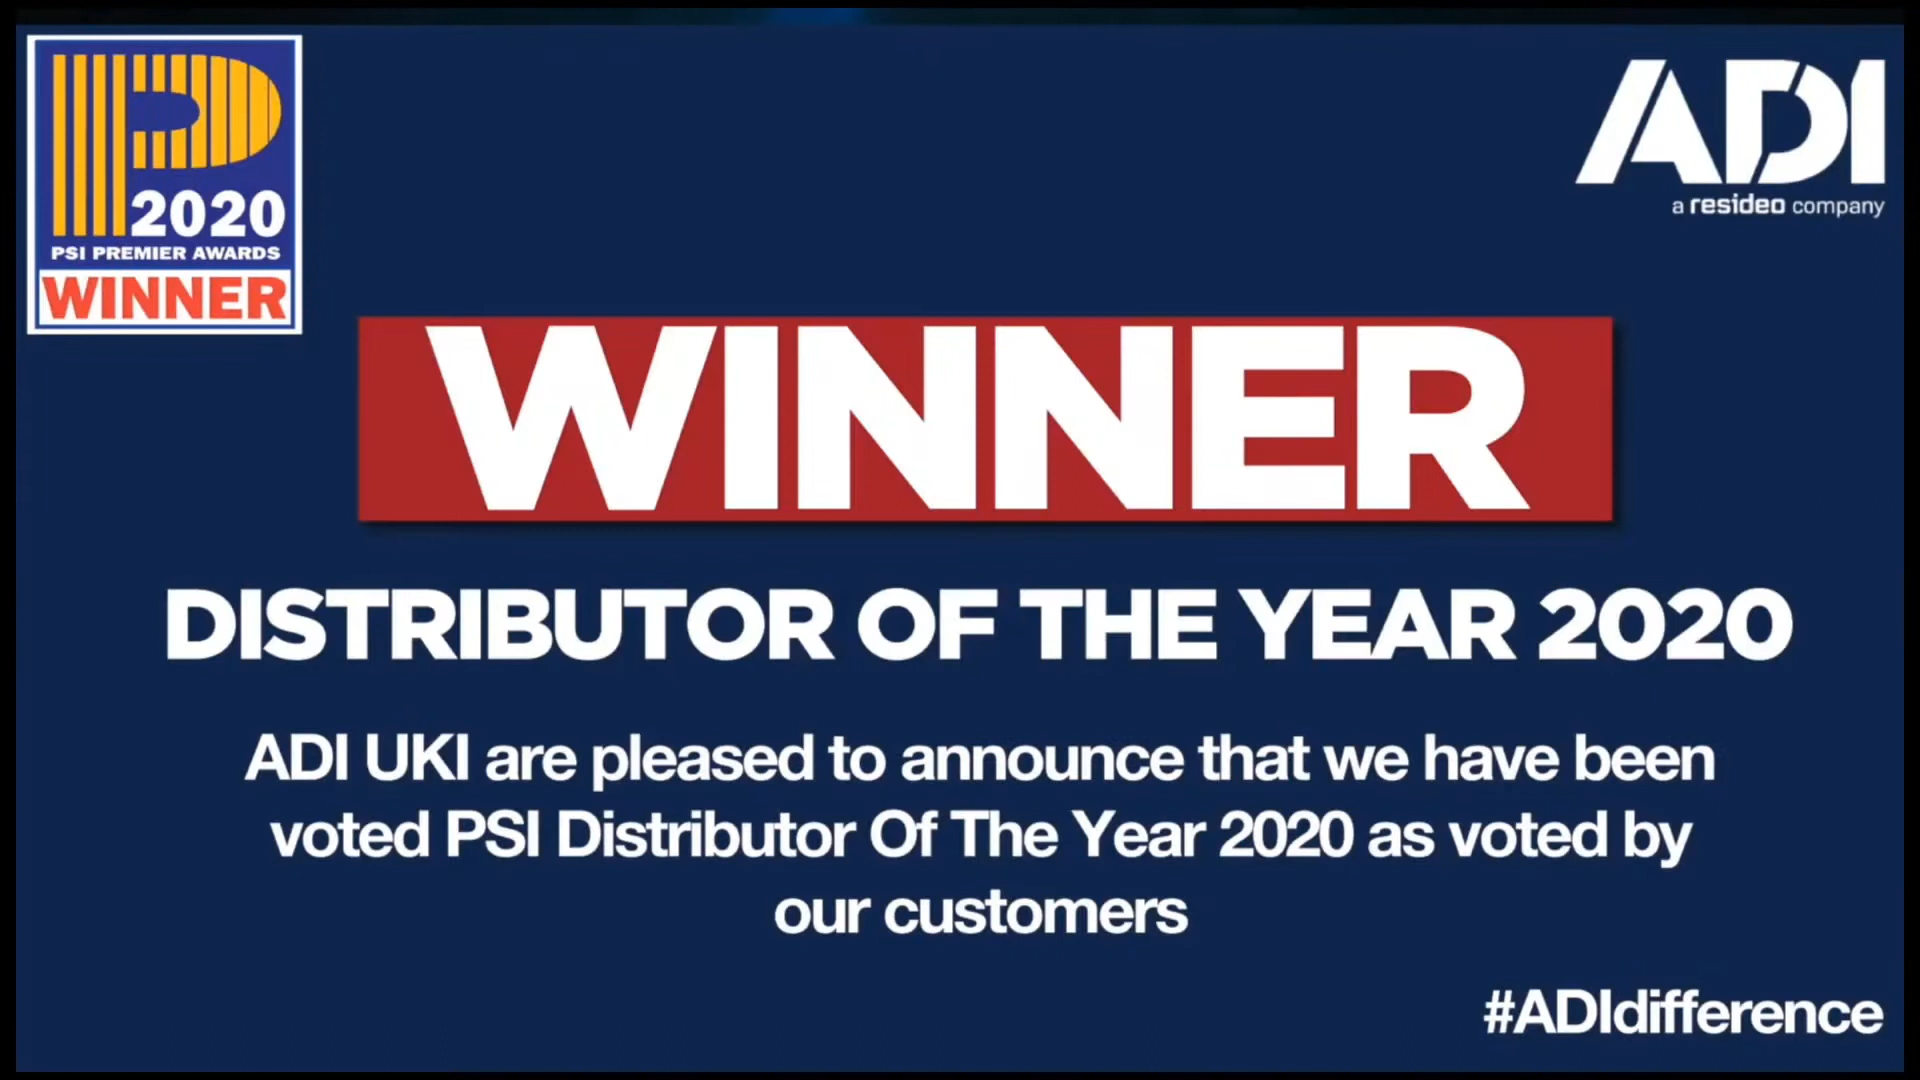 2020
PSI PREMIER AWARDS
WINNER
ADI
a resideo company
WINNER
DISTRIBUTOR OF THE YEAR 2020
ADI UKI are pleased to announce that we have been
voted PSI Distributor Of The Year 2020 as voted by
our customers
#ADIdifference